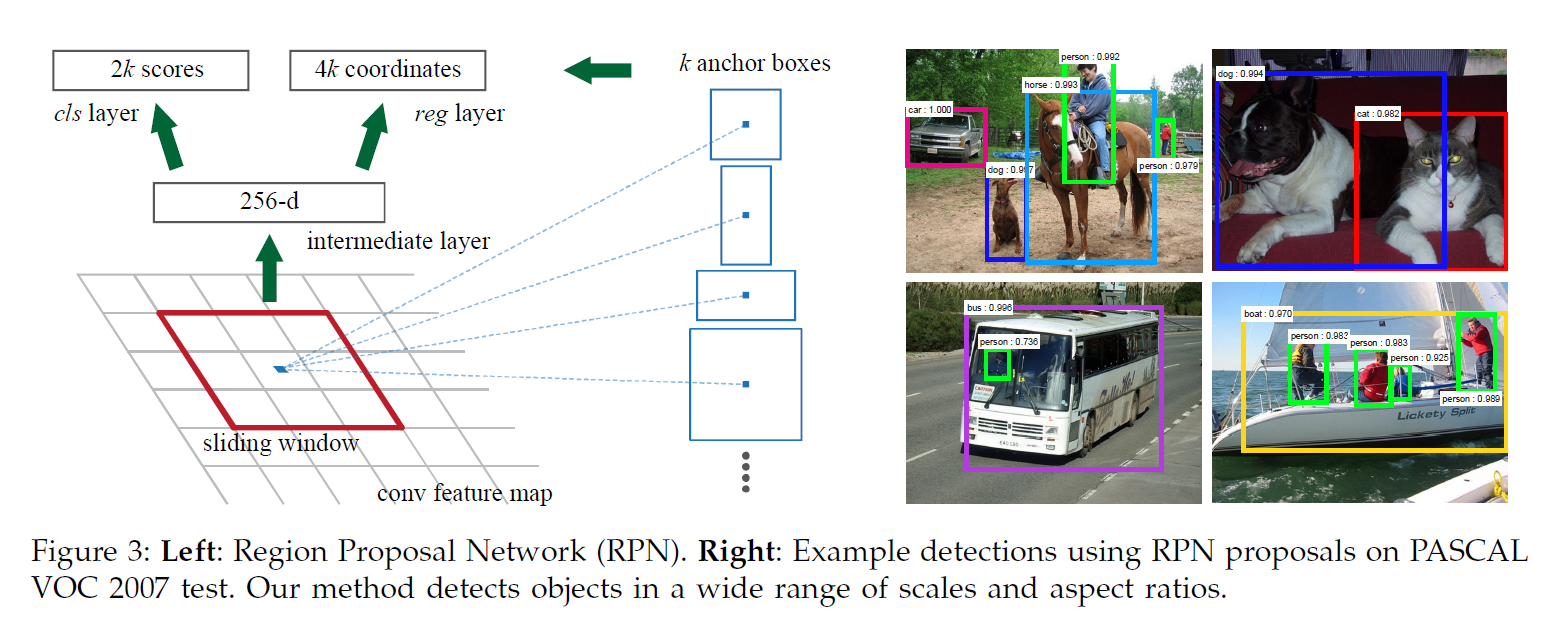 2k scores
4k coordinates
k anchor boxes
cls layer
reg layer
256-d
intermediate layer
sliding window
conv feature map
person : 0.992
horse : 0.993
car : 1.000
dog : 0.997
person : 0.979
dog : 0.994
cat : 0.982
bus : 0.996
person : 0.736
boat : 0.970
person : 0.983
person : 0.983
person : 0.925
person : 0.989
Lickety Split
Figure 3: Left: Region Proposal Network (RPN). Right: Example detections using RPN proposals on PASCAL
VOC 2007 test. Our method detects objects in a wide range of scales and aspect ratios.